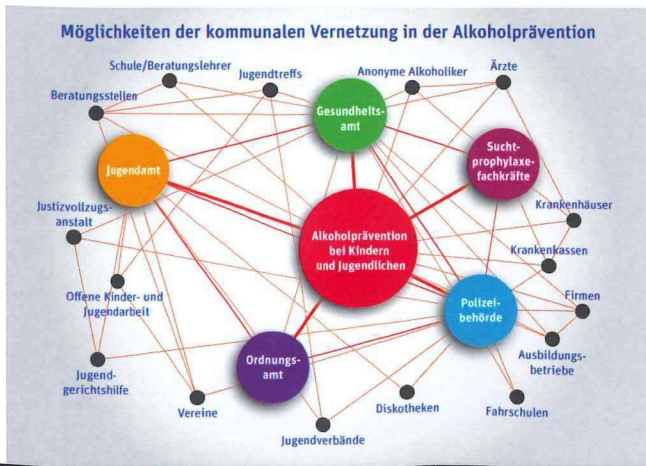 Möglichkeiten der kommunalen Vernetzung in der Alkoholprävention
Schule/Beratungslehrer
Jugendtreffs
Anonyme Alkoholiker
Ärzte
Beratungsstellen
Gesundheits-
amt
Sucht-
prophylaxe-
fachkräfte
Jugendamt
Justizvollzugs-
anstalt
Krankenhäuser
Alkoholprävention
bei Kindern
und Jugendlichen
Krankenkassen
Offene Kinder- und
Jugendarbeit
Firmen
Polizei-
behörde
Ordnungs-
amt
Ausbildungs-
betriebe
Jugend-
gerichtshilfe
Vereine
Diskotheken
Fahrschulen
Jugendverbände